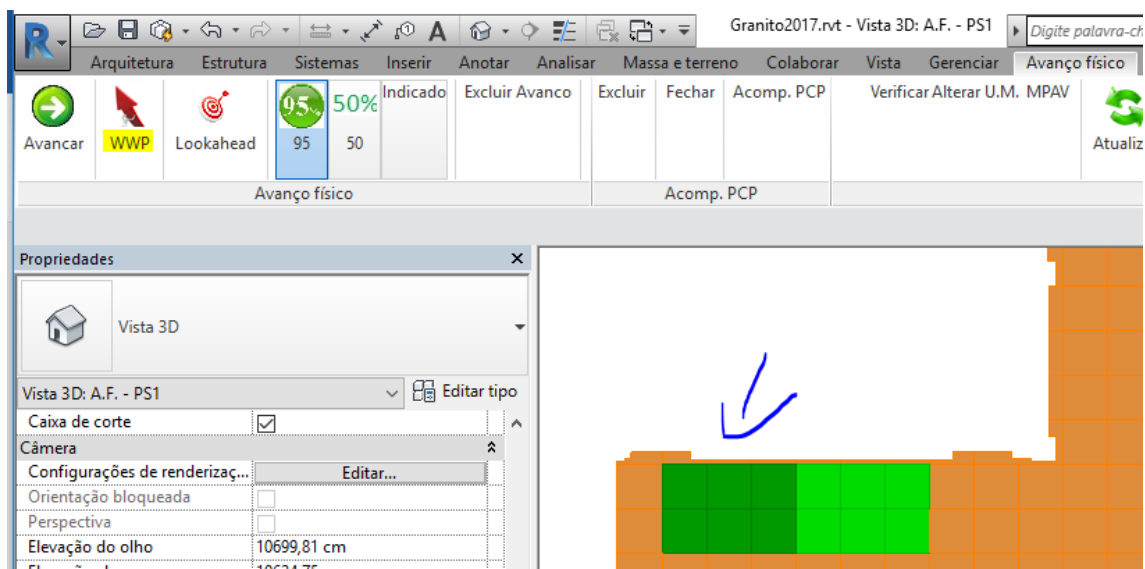 Granito2017.rvt - Vista 3D: A.F. - PS1
Digite palavra-ch
Arquitetura Estrutura Sistemas Inserir Anotar Analisar Massa e terreno Colaborar Vista Gerenciar Avanço físico
Indicado Excluir Avanco Excluir Fechar Acomp. PCP Verificar Alterar U.M. MPAV
95% 50%
Avancar WWP Lookahead 95 50 Atualiz
Avanço físico Acomp. PCP
Propriedades
Vista 3D
Vista 3D: A.F. - PS1 Editar tipo
Caixa de corte
Câmera
Configurações de renderizaç... Editar...
Orientação bloqueada
Perspectiva
Elevação do olho 10699,81 cm